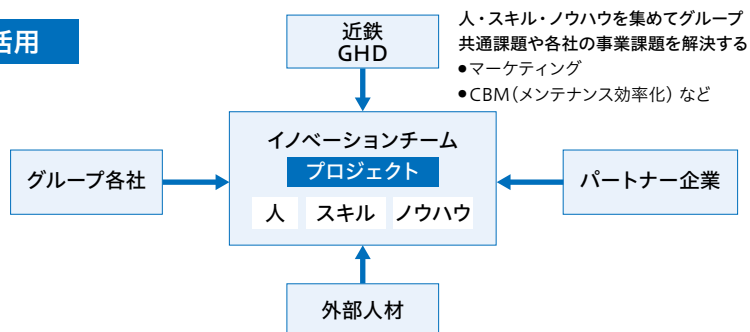 活用
近鉄
GHD
人・スキル・ノウハウを集めてグループ
共通課題や各社の事業課題を解決する
●マーケティング
●CBM（メンテナンス効率化）など
イノベーションチーム
プロジェクト
人 スキル ノウハウ
グループ各社
パートナー企業
外部人材